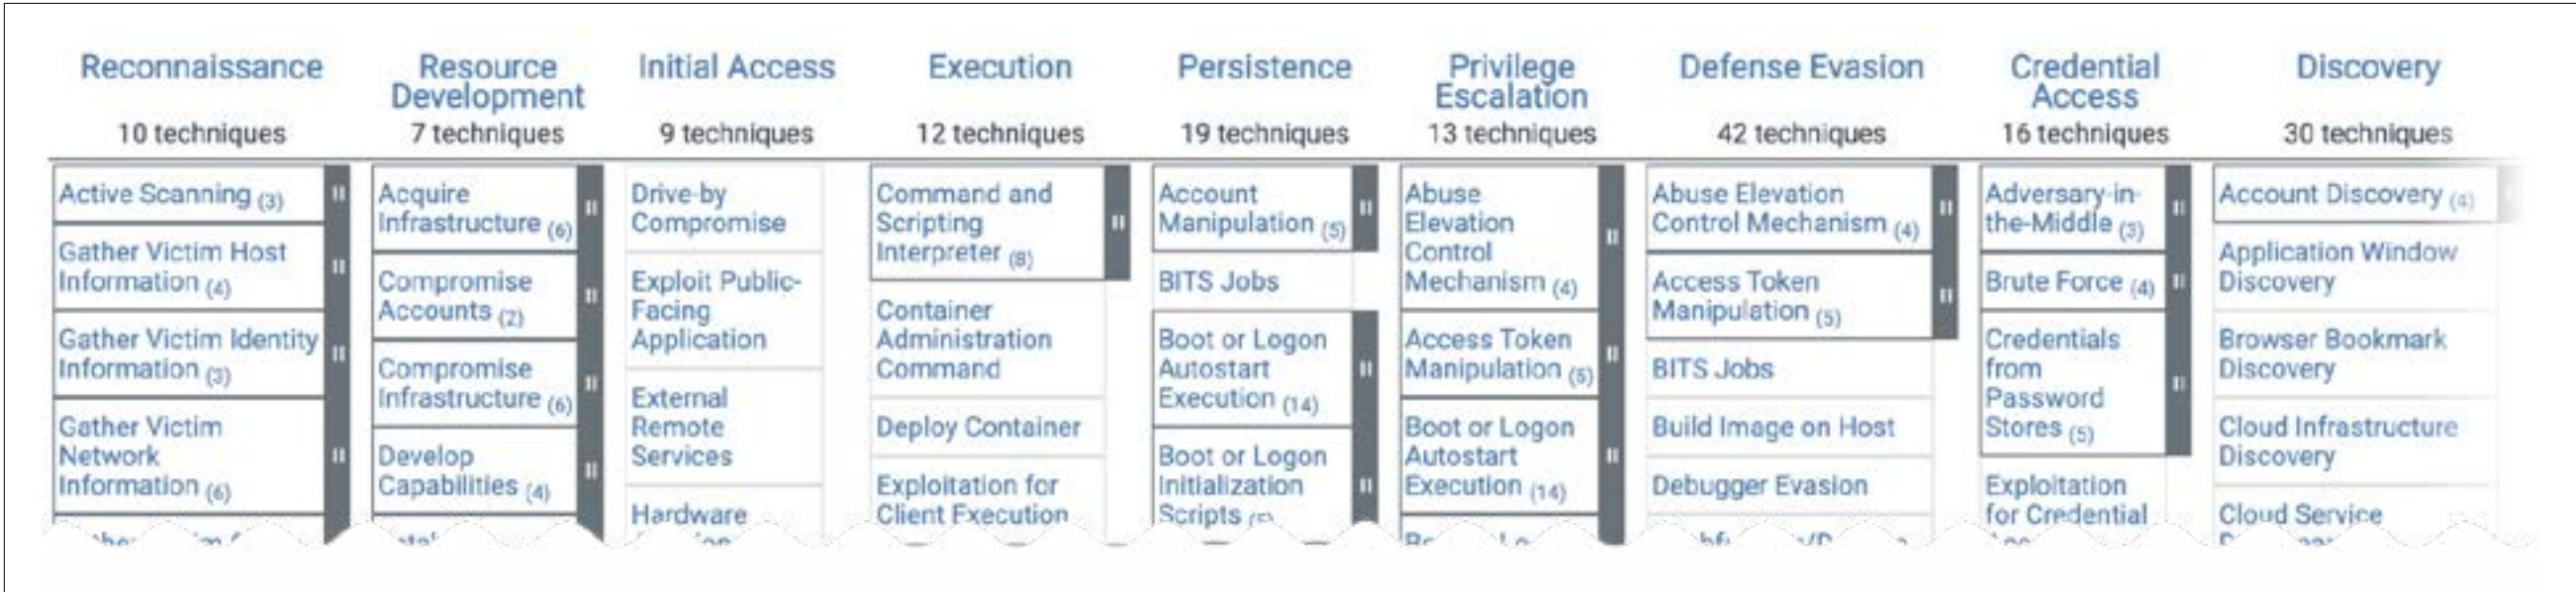 Reconnaissance
10 techniques
Active Scanning (3)
Gather Victim Host
Information (4)
Gather Victim Identity
Information (3)
Gather Victim
Network
Information (6)
Resource
Development
7 techniques
Acquire
Infrastructure (6)
Compromise
Accounts (2)
Compromise
Infrastructure (6)
Develop
Capabilities (4)
Initial Access
9 techniques
Drive-by
Compromise
Exploit Public-
Facing
Application
External
Remote
Services
Hardware
Execution
12 techniques
Command and
Scripting
Interpreter (8)
Container
Administration
Command
Deploy Container
Exploitation for
Client Execution
Persistence
19 techniques
Account
Manipulation (5)
BITS Jobs
Boot or Logon
Autostart
Execution (14)
Boot or Logon
Initialization
Scripts
Privilege
Escalation
13 techniques
Abuse
Elevation
Control
Mechanism (4)
Access Token
Manipulation (5)
Boot or Logon
Autostart
Execution (14)
Defense Evasion
42 techniques
Abuse Elevation
Control Mechanism (4)
Access Token
Manipulation (5)
BITS Jobs
Build Image on Host
Debugger Evasion
Credential
Access
16 techniques
Adversary-in-
the-Middle (3)
Brute Force (4)
Credentials
from
Password
Stores (5)
Exploitation
for Credential
Discovery
30 techniques
Account Discovery (4)
Application Window
Discovery
Browser Bookmark
Discovery
Cloud Infrastructure
Discovery
Cloud Service